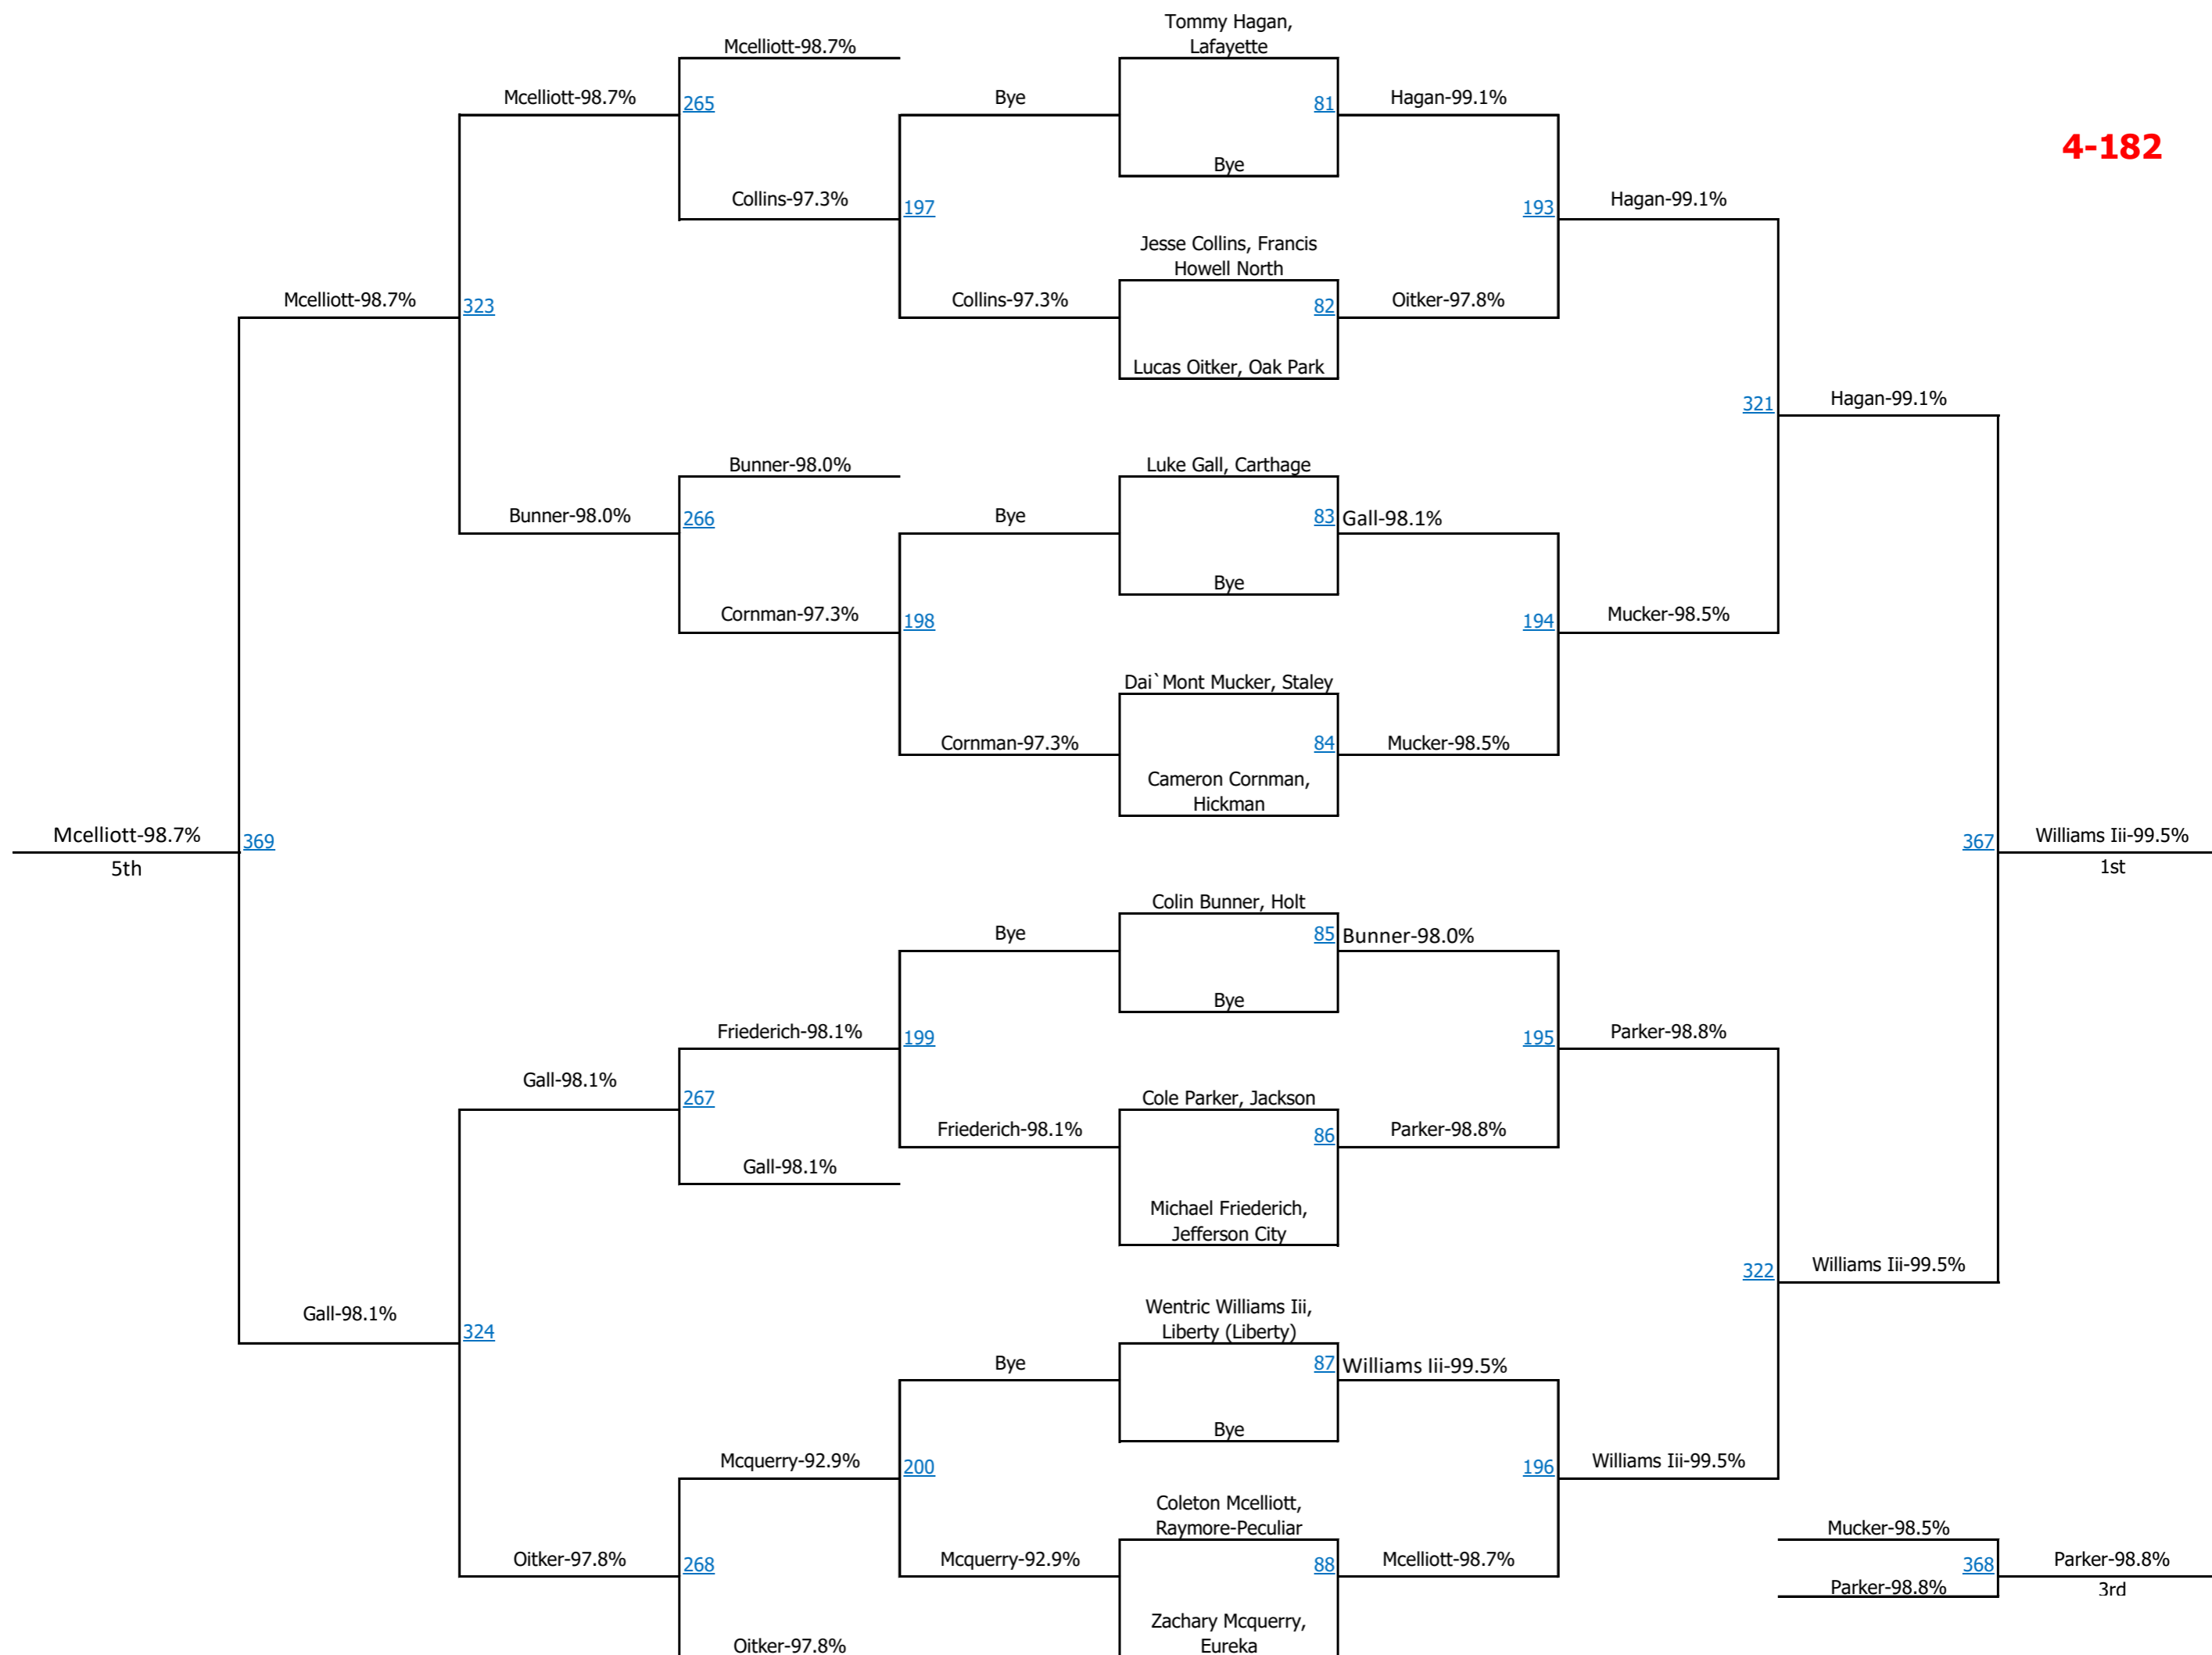 Tommy Hagan,
Lafayette
Mcelliott-98.7%
Mcelliott-98.7%
265
Bye
81
Hagan-99.1%
4-182
Bye
Collins-97.3%
197
193
Hagan-99.1%
Jesse Collins, Francis
Howell North
Mcelliott-98.7%
323
Collins-97.3%
82
Oitker-97.8%
Lucas Oitker, Oak Park
321
Hagan-99.1%
Bunner-98.0%
Luke Gall, Carthage
Bunner-98.0%
266
Bye
83
Gall-98.1%
Bye
Cornman-97.3%
198
194
Mucker-98.5%
Dai`Mont Mucker, Staley
Cornman-97.3%
84
Mucker-98.5%
Cameron Cornman,
Hickman
Mcelliott-98.7%
369
5th
367
Williams Iii-99.5%
1st
Colin Bunner, Holt
Bye
85
Bunner-98.0%
Bye
Friederich-98.1%
199
195
Parker-98.8%
Gall-98.1%
267
Cole Parker, Jackson
Friederich-98.1%
86
Parker-98.8%
Gall-98.1%
Michael Friederich,
Jefferson City
322
Williams Iii-99.5%
Gall-98.1%
324
Wentric Williams Iii,
Liberty (Liberty)
Bye
87
Williams Iii-99.5%
Bye
Mcquerry-92.9%
200
196
Williams Iii-99.5%
Coleton Mcelliott,
Raymore-Peculiar
Mucker-98.5%
Oitker-97.8%
268
Mcquerry-92.9%
88
Mcelliott-98.7%
368
Parker-98.8%
Parker-98.8%
3rd
Zachary Mcquerry,
Eureka
Oitker-97.8%